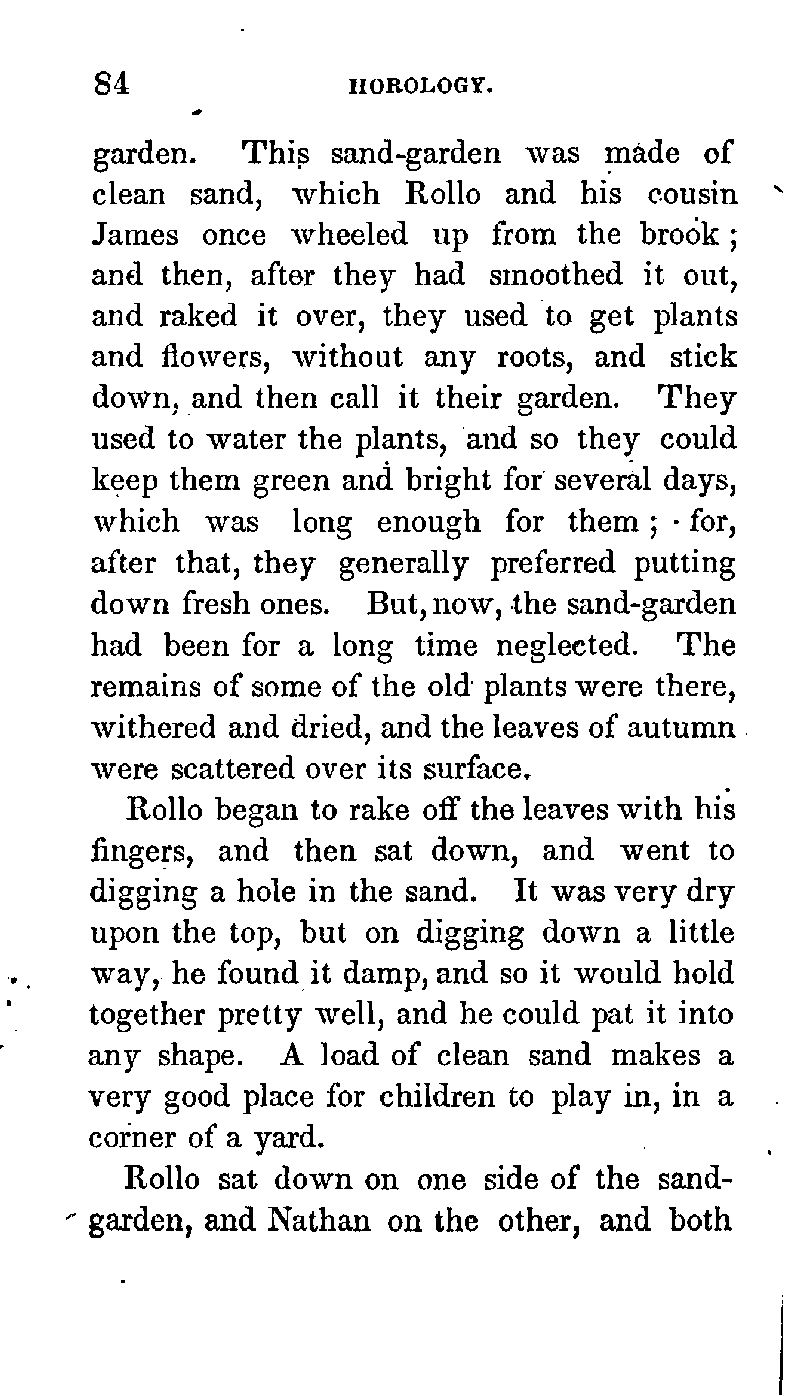 84 HOROLOGY.
garden. This sand-garden was made of
clean sand, which Rollo and his cousin
James once wheeled up from the brook ;
and then, after they had smoothed it out,
and raked it over, they used to get plants
and flowers, without any roots, and stick
down, and then call it their garden. They
used to water the plants, and so they could
keep them green and bright for several days,
which was long enough for them ; for,
after that, they generally preferred putting
down fresh ones. But, now, the sand-garden
had been for a long time neglected. The
remains of some of the old plants were there,
withered and dried, and the leaves of autumn
were scattered over its surface.
Rollo began to rake off the leaves with his
fingers, and then sat down, and went to
digging a hole in the sand. It was very dry
upon the top, but on digging down a little
way, he found it damp, and so it would hold
together pretty well, and he could pat it into
any shape. A load of clean sand makes a
very good place for children to play in, in a
corner of a yard.
Rollo sat down on one side of the sand-
garden, and Nathan on the other, and both